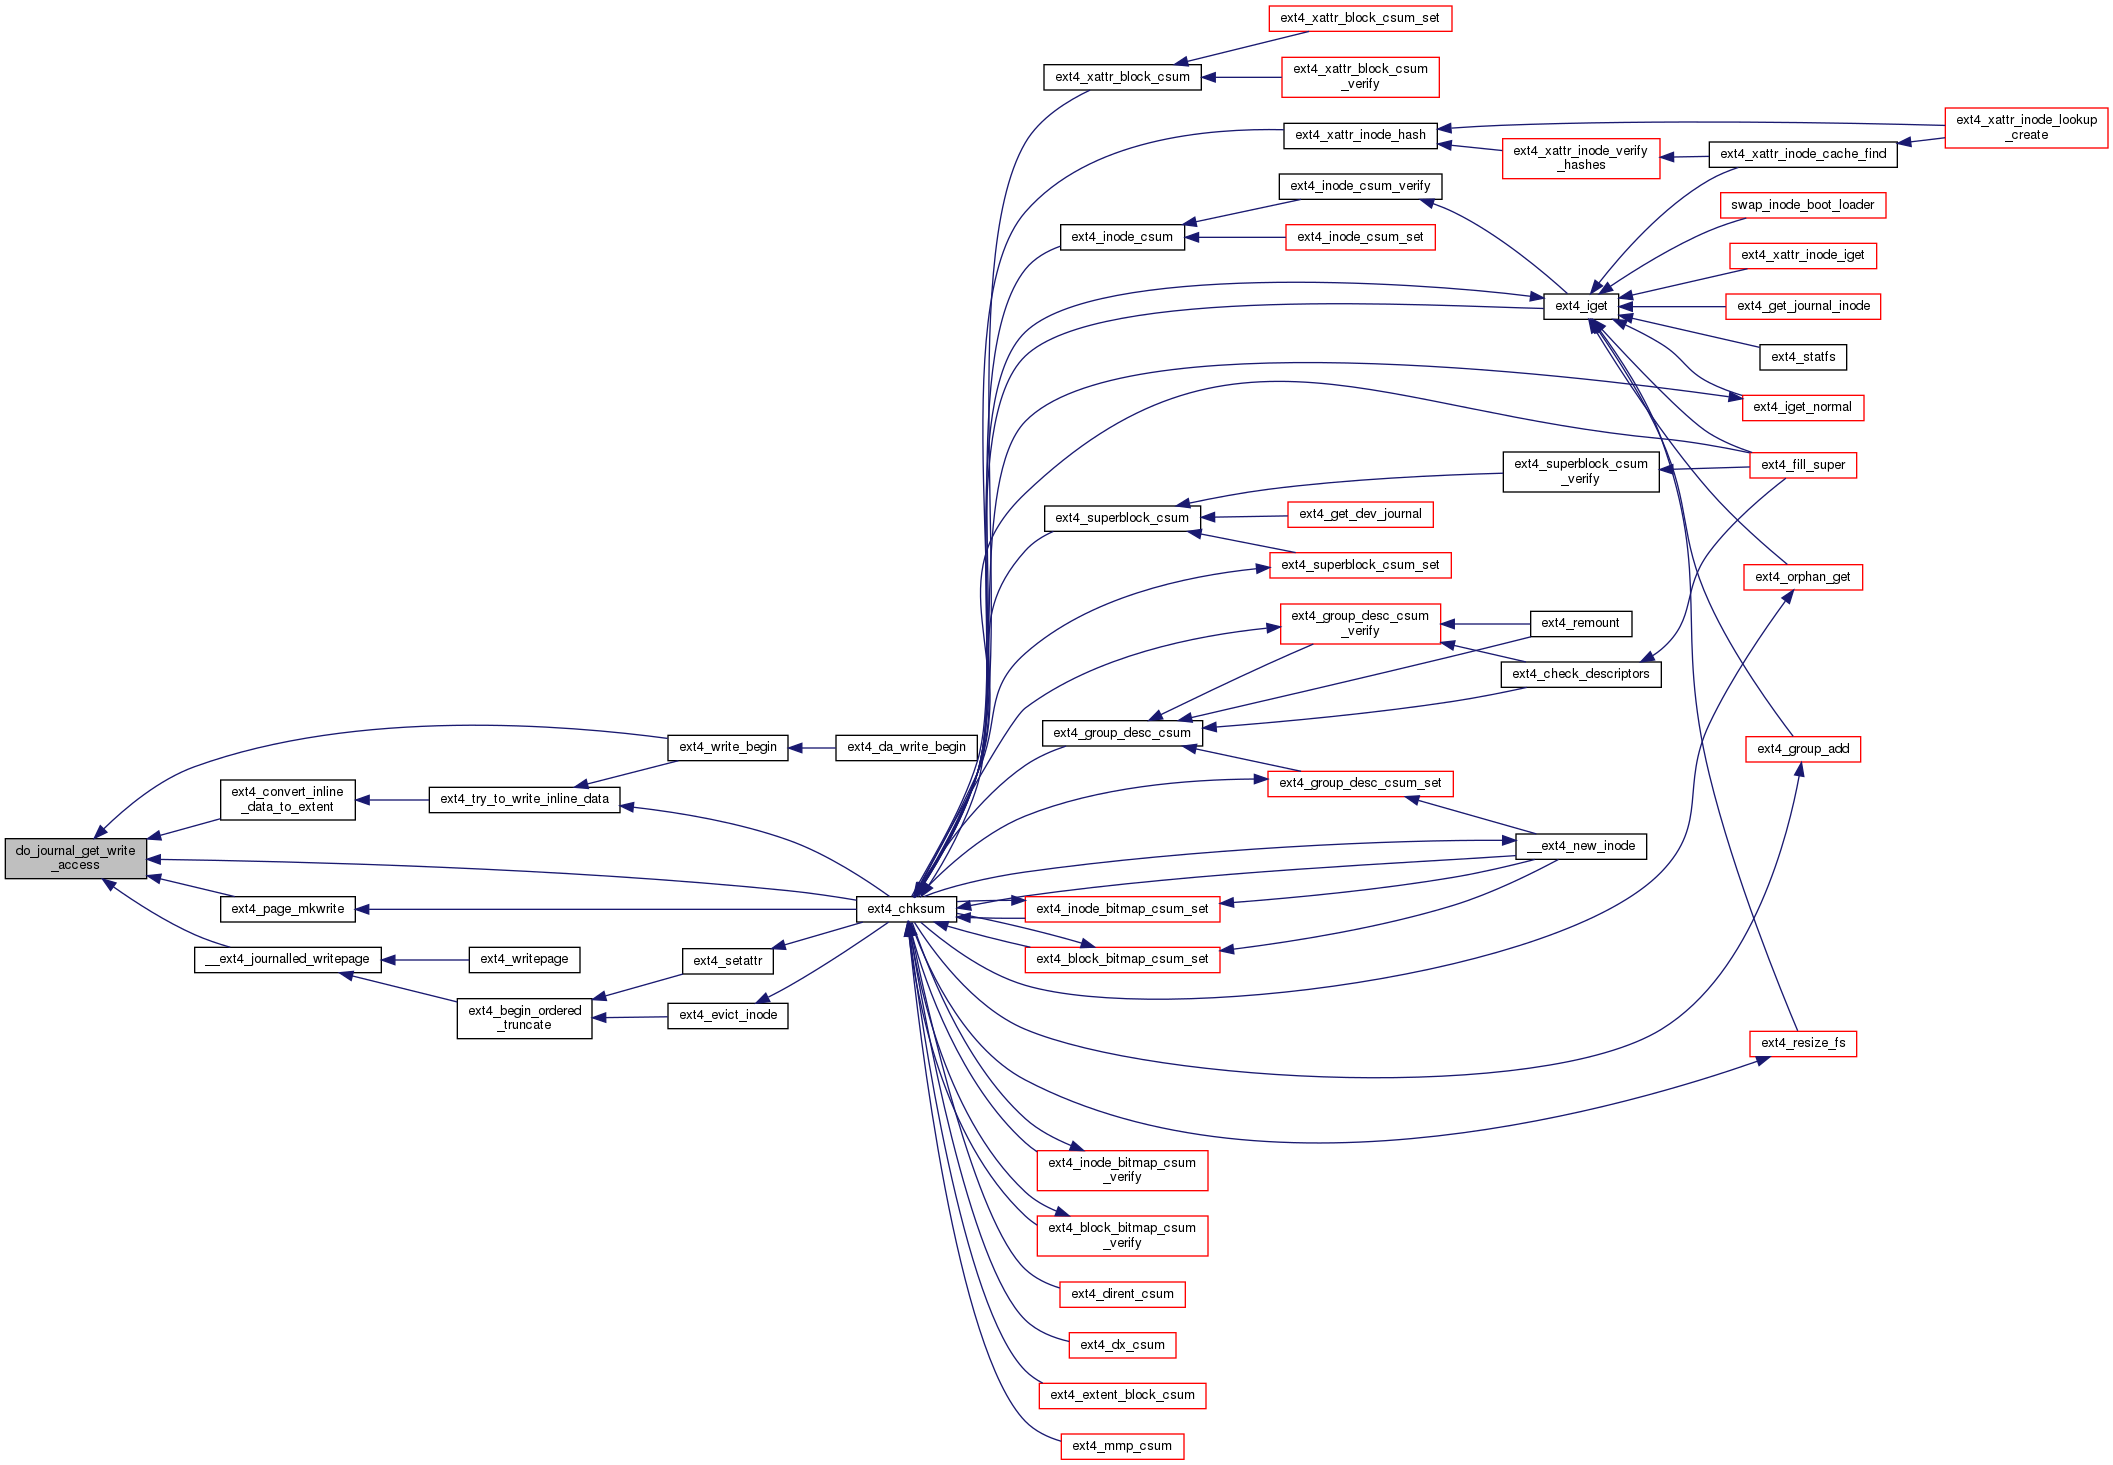 ext4_xattr_block_csum_set
ext4_xattr_block_csum
ext4_xattr_block_csum
_verify
ext4_xattr_inode_hash
ext4_xattr_inode_lookup
_create
ext4_xattr_inode_verify
_hashes
ext4_xattr_inode_cache_find
ext4_inode_csum_verify
swap_inode_boot_loader
ext4_inode_csum
ext4_inode_csum_set
ext4_xattr_inode_iget
ext4_iget
ext4_get_journal_inode
ext4_statfs
ext4_iget_normal
ext4_superblock_csum
_verify
ext4_fill_super
ext4_superblock_csum
ext4_get_dev_journal
ext4_superblock_csum_set
ext4_orphan_get
ext4_group_desc_csum
_verify
ext4_remount
ext4_check_descriptors
ext4_group_desc_csum
ext4_write_begin
ext4_da_write_begin
ext4_group_add
ext4_group_desc_csum_set
ext4_convert_inline
_data_to_extent
ext4_try_to_write_inline_data
do_journal_get_write
_access
__ext4_new_inode
ext4_page_mkwrite
ext4_chksum
ext4_inode_bitmap_csum_set
__ext4_journalled_writepage
ext4_writepage
ext4_setattr
ext4_block_bitmap_csum_set
ext4_begin_ordered
_truncate
ext4_evict_inode
ext4_resize_fs
ext4_inode_bitmap_csum
_verify
ext4_block_bitmap_csum
_verify
ext4_dirent_csum
ext4_dx_csum
ext4_extent_block_csum
ext4_mmp_csum